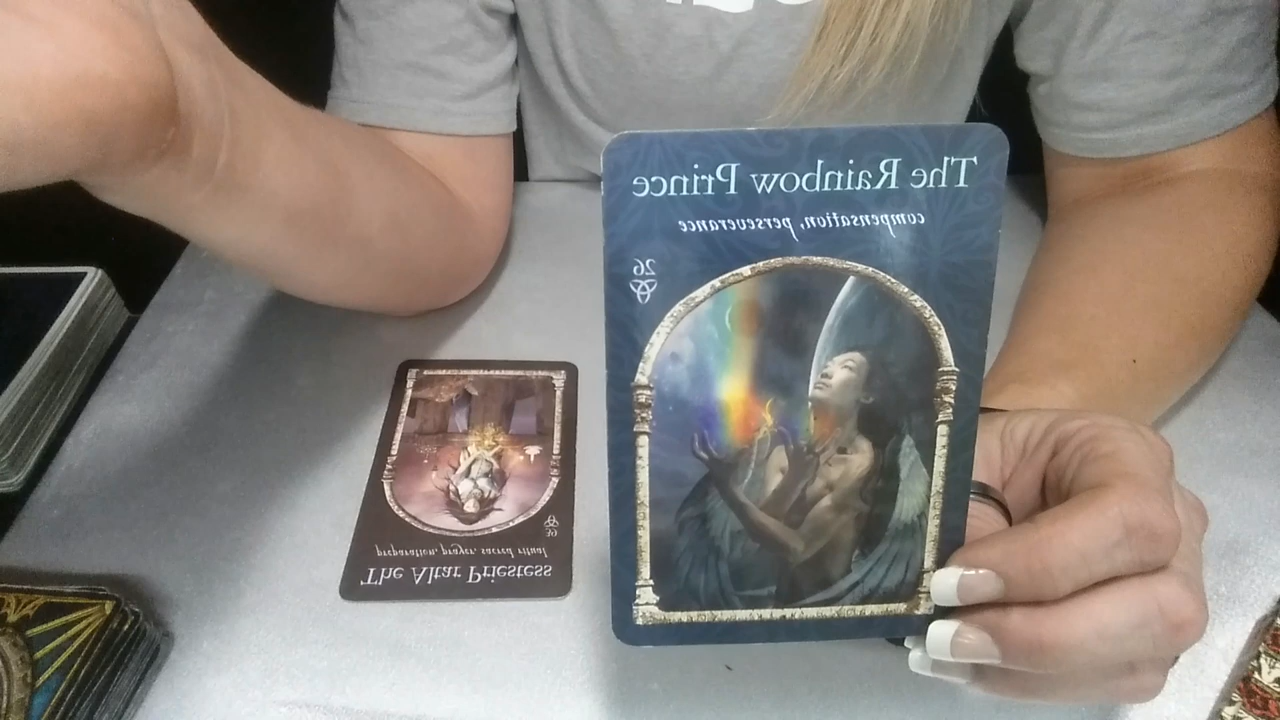 The Rainbow Prince
compensation, perseverance
26
The Altar Priestess
preparation, prayer, sacred ritual